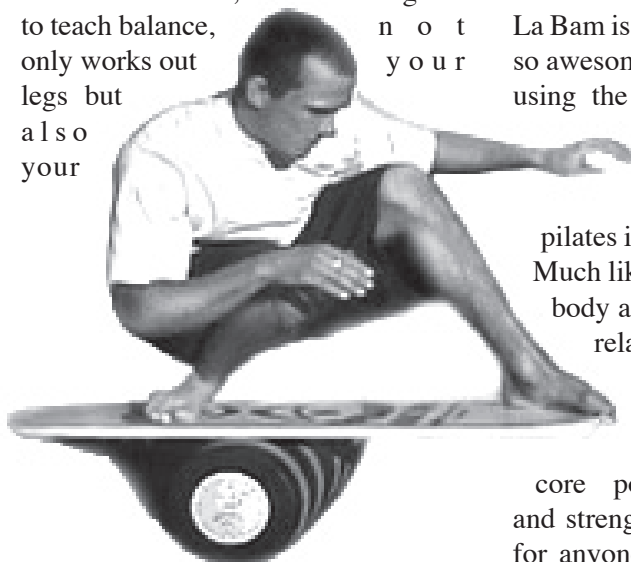 to teach balance, not
only works out your
legs but
also
your
La Bam is
so awesom
using the
pilates i
Much lik
body a
rela
core po
and streng
for anyon